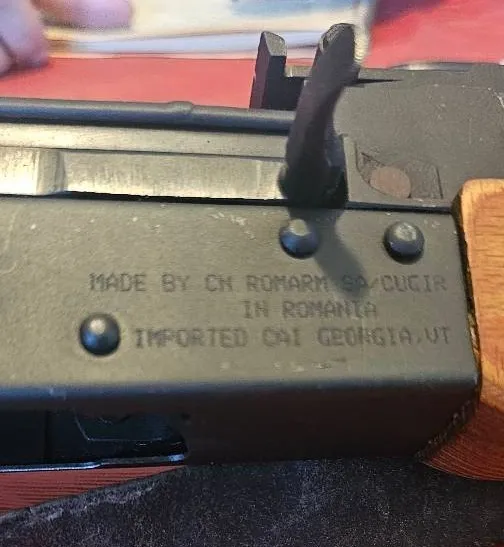 MADE BY CN ROMARM SA/CUGIR
IN ROMANIA
IMPORTED CAI GEORGIA,VT